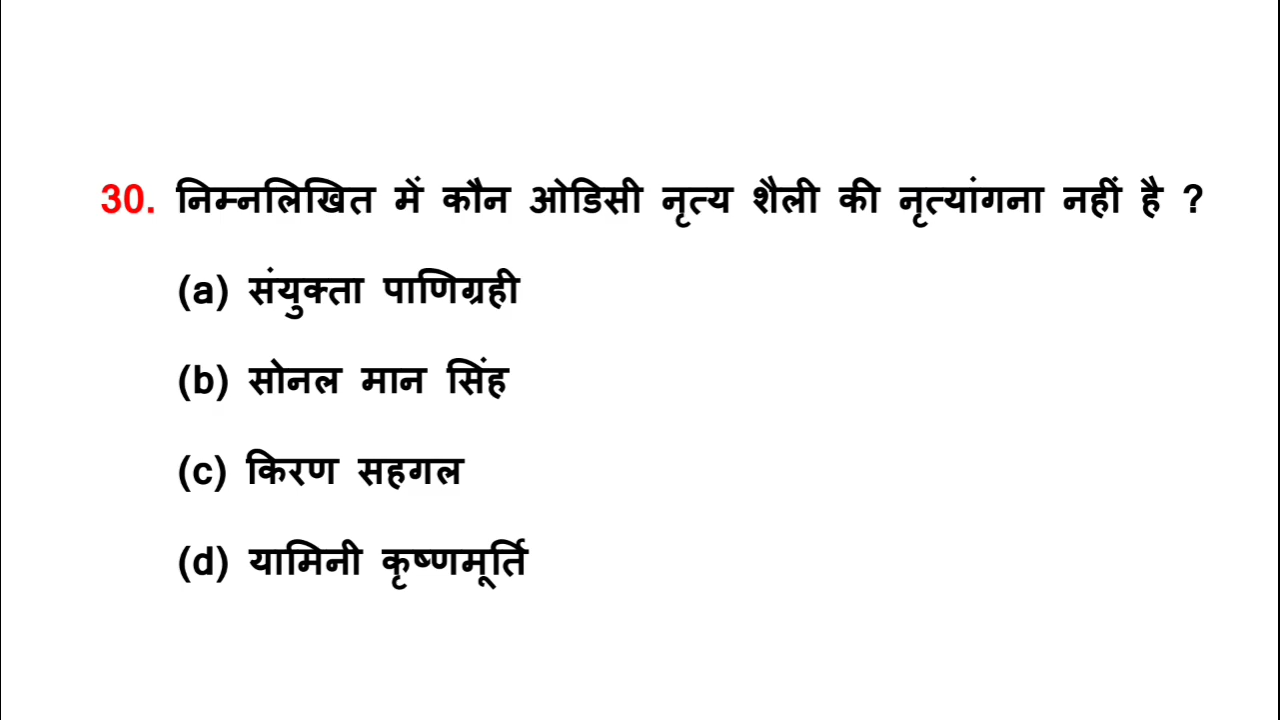 30. निम्नलिखित में कौन ओडिसी नृत्य शैली की नृत्यांगना नहीं है ?
(a) संयुक्ता पाणिग्रही
(b) सोनल मान सिंह
(c) किरण सहगल
(d) यामिनी कृष्णमूर्ति